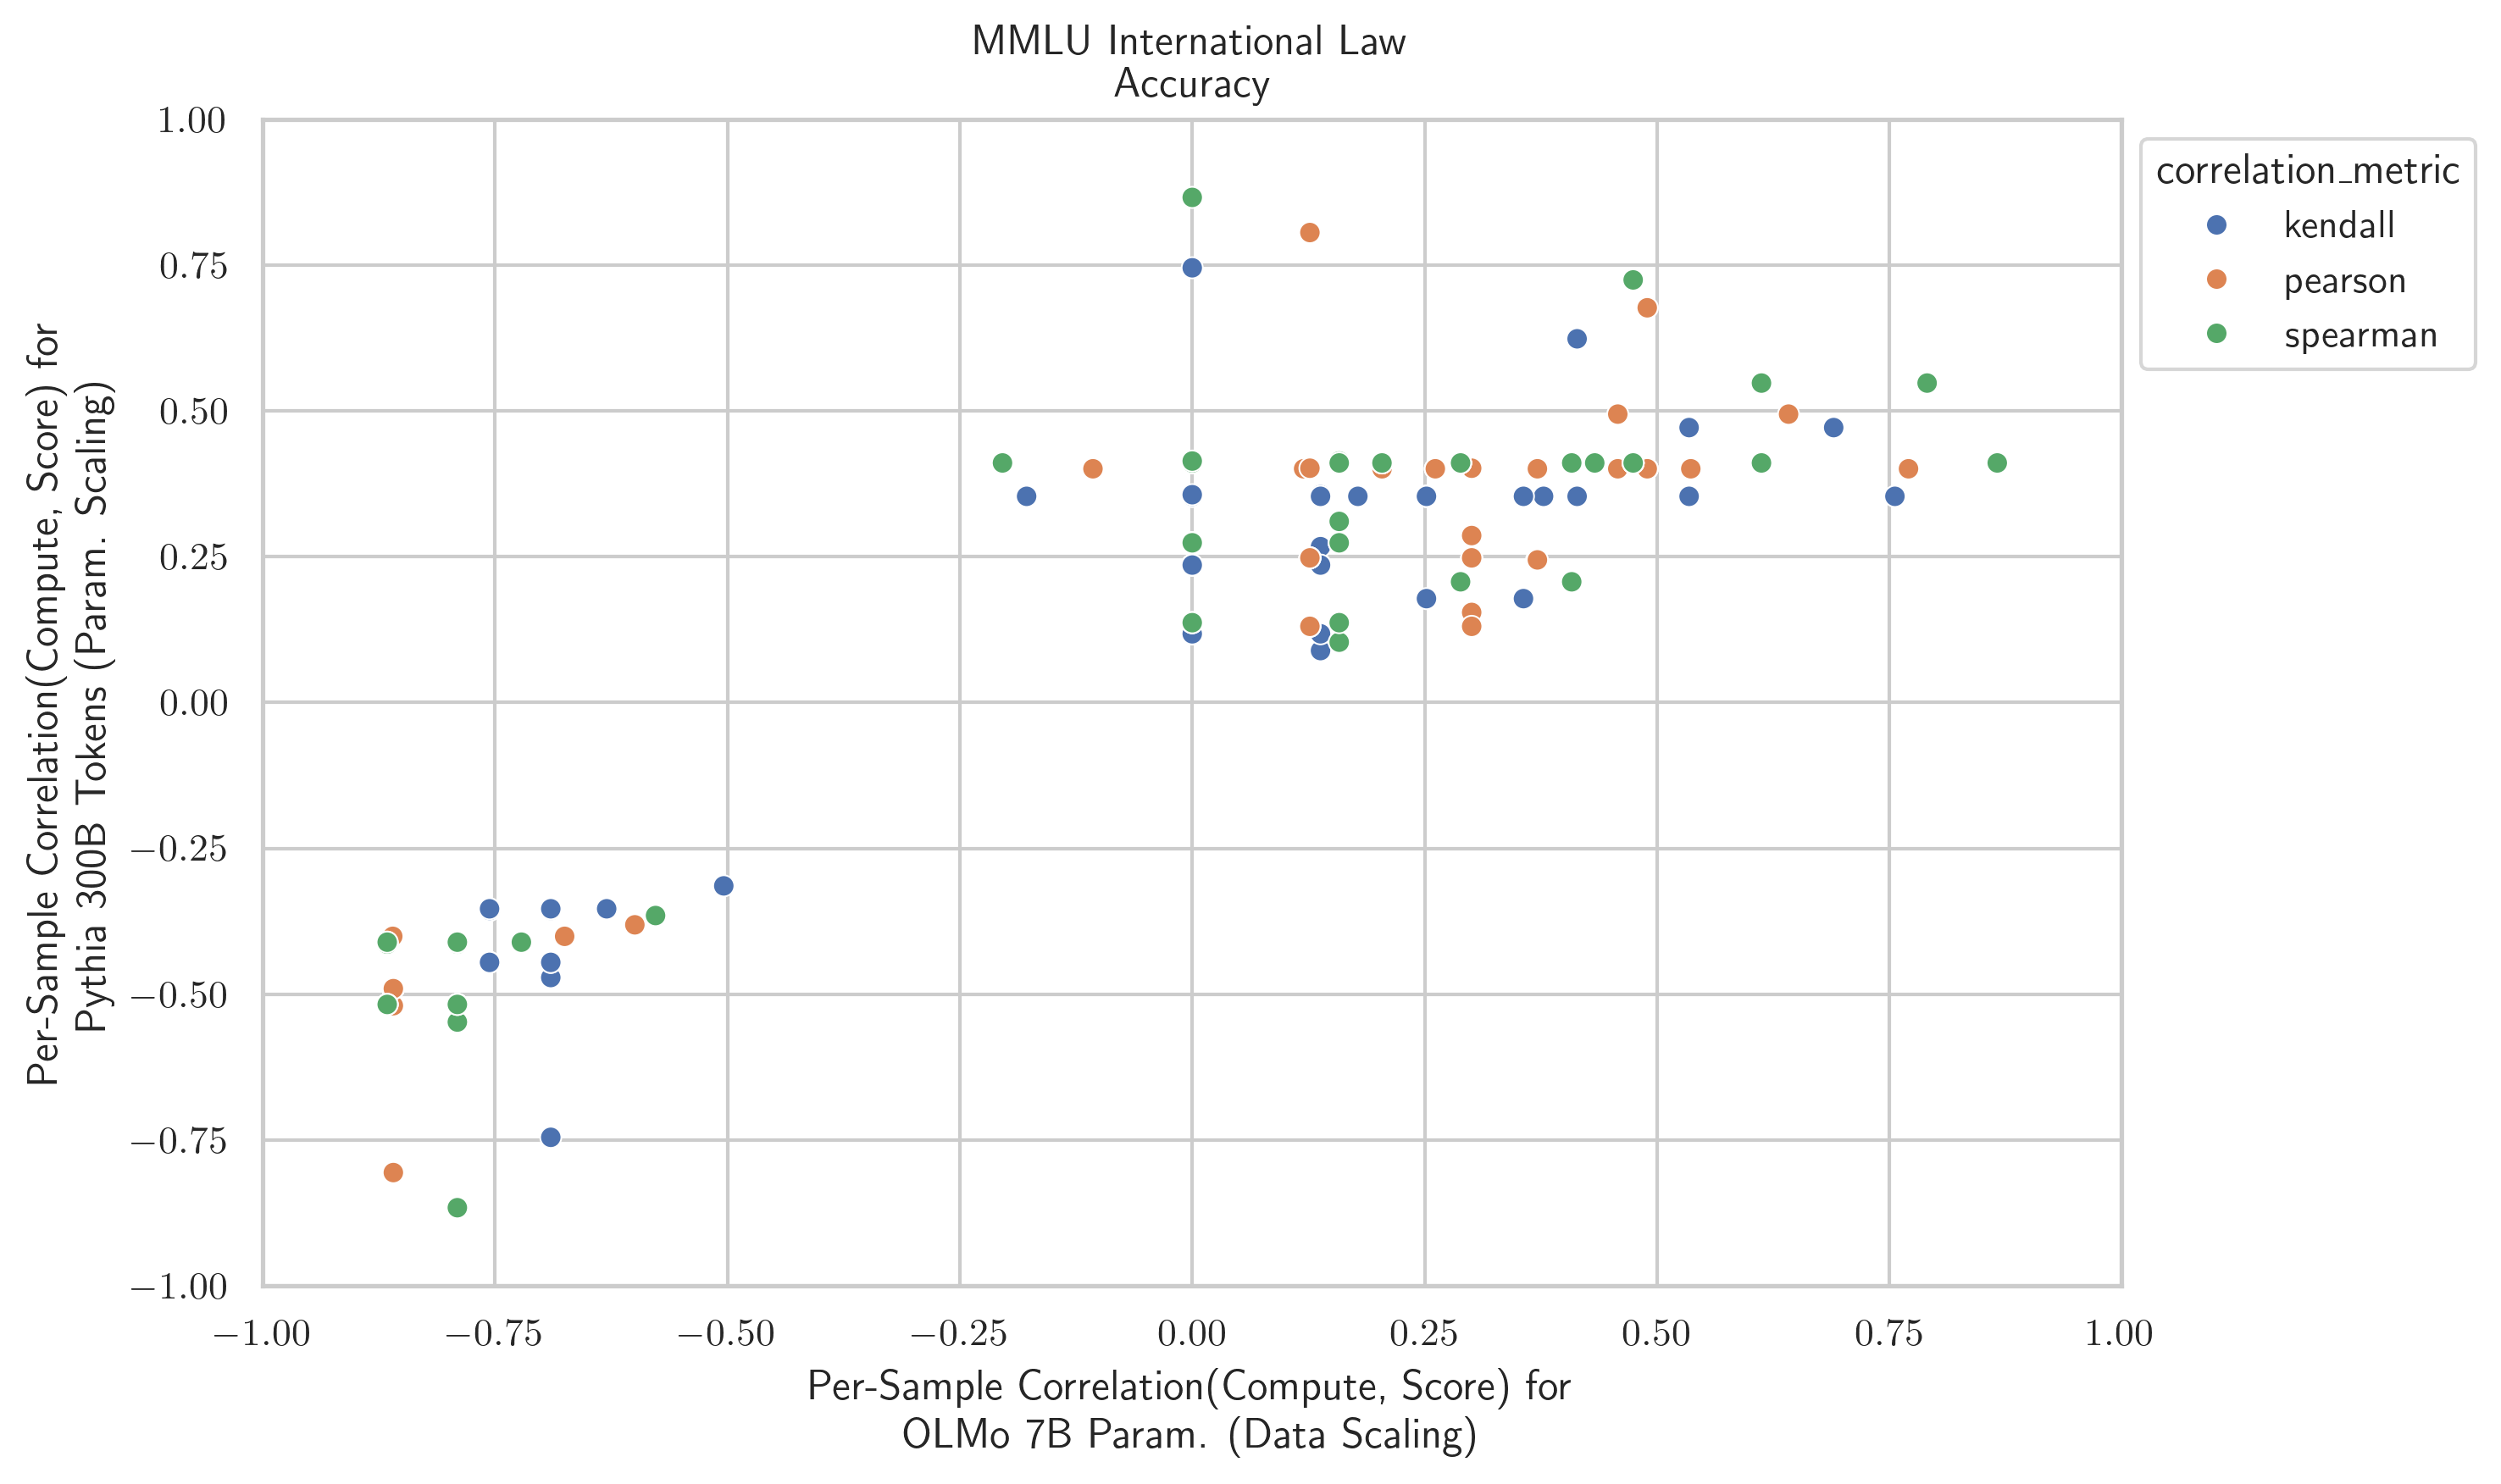 MMLU International Law
Accuracy
1.00
0.75
0.50
0.25
0.00
−0.25
−0.50
−0.75
−1.00
Per-Sample Correlation(Compute, Score) for
Pythia 300B Tokens (Param. Scaling)
−1.00
−0.75
−0.50
−0.25
0.00
0.25
0.50
0.75
1.00
Per-Sample Correlation(Compute, Score) for
OLMo 7B Param. (Data Scaling)
correlation_metric
kendall
pearson
spearman